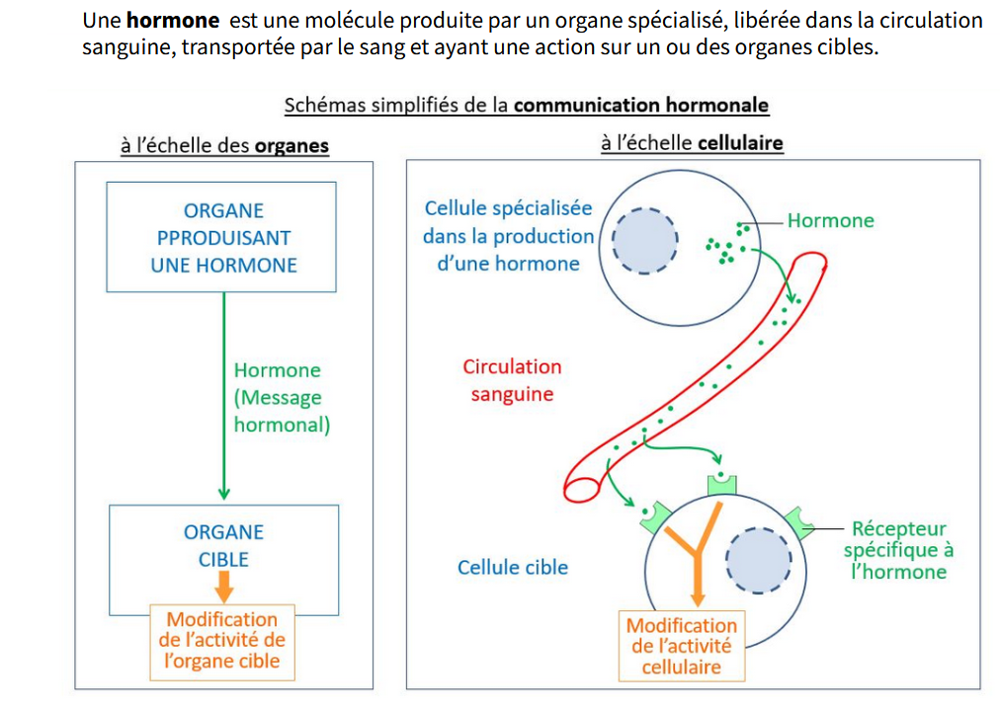 Une hormone est une molécule produite par un organe spécialisé, libérée dans la circulation
sanguine, transportée par le sang et ayant une action sur un ou des organes cibles.
Schémas simplifiés de la communication hormonale
à l'échelle des organes
ORGANE
PPRODUISANT
UNE HORMONE
Hormone
(Message
hormonal)
ORGANE
CIBLE
Modification
de l'activité de
l'organe cible
à l'échelle cellulaire
Cellule spécialisée
dans la production
d'une hormone
Hormone
Circulation
sanguine
Cellule cible
Récepteur
spécifique à
l'hormone
Modification
de l'activité
cellulaire